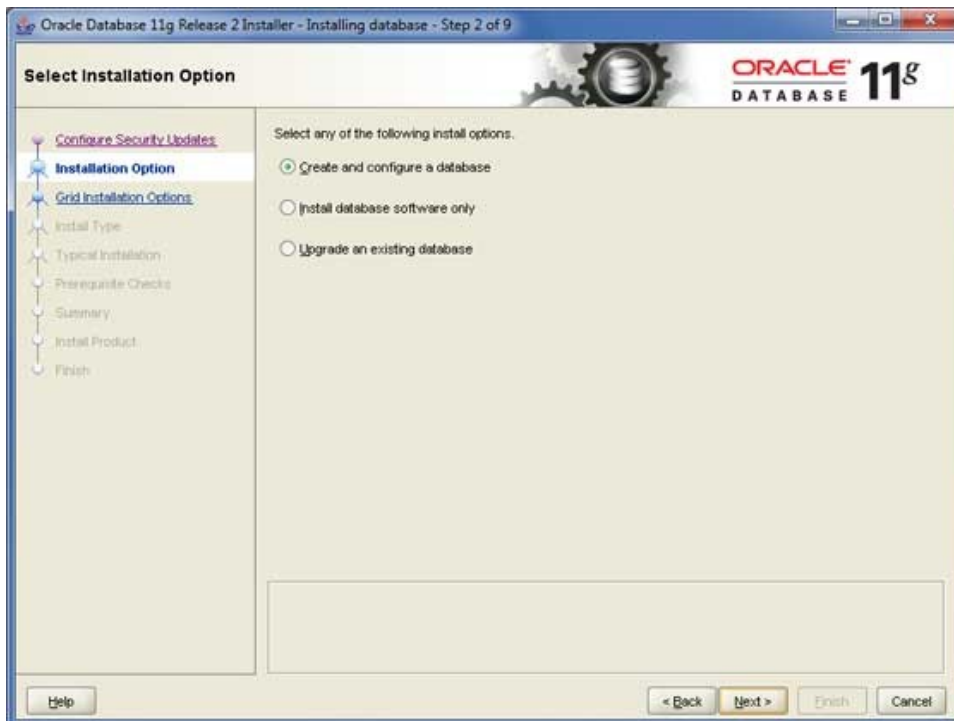 Oracle Database 11g Release 2 Installer - Installing database - Step 2 of 9
Select Installation Option
ORACLE
DATABASE 11g
Configure Security Updates
Installation Option
Grid Installation Options
Install Type
Typical Installation
Prerequisite Checks
Summary
Install Product
Finish
Select any of the following install options.
Create and configure a database
Install database software only
Upgrade an existing database
Help
< Back
Next >
Finish
Cancel